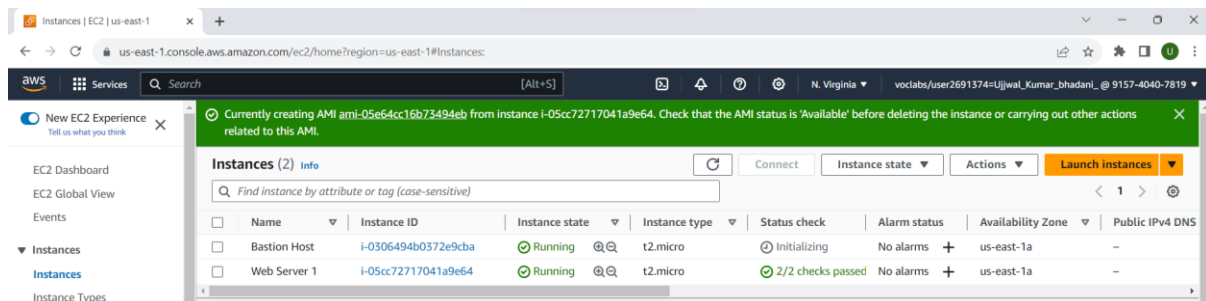 Instances | EC2 | us-east-1
us-east-1.console.aws.amazon.com/ec2/home?region=us-east-1#Instances:
U
aws Services Search [Alt+S] N. Virginia voclabs/user2691374=Ujjwal_Kumar_bhadani_ @ 9157-4040-7819
New EC2 Experience
Tell us what you think
EC2 Dashboard
EC2 Global View
Events
Instances
Instances
Instance Types
Currently creating AMI ami-05e64cc16b73494eb from instance i-05cc72717041a9e64. Check that the AMI status is 'Available' before deleting the instance or carrying out other actions
related to this AMI.
Instances (2) Info Connect Instance state Actions Launch instances
Find instance by attribute or tag (case-sensitive) 1
Name Instance ID Instance state Instance type Status check Alarm status Availability Zone Public IPv4 DNS
Bastion Host i-0306494b0372e9cba Running t2.micro Initializing No alarms + us-east-1a –
Web Server 1 i-05cc72717041a9e64 Running t2.micro 2/2 checks passed No alarms + us-east-1a –